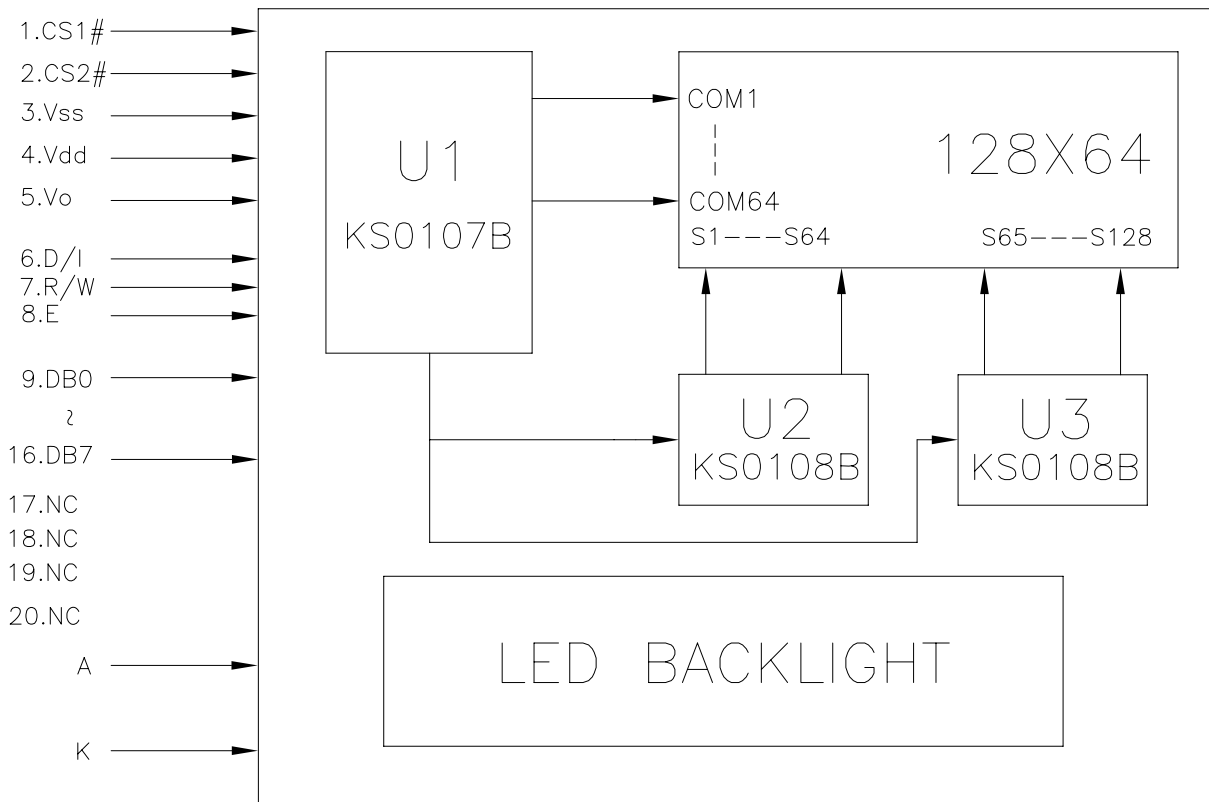 1.CS1#
2.CS2#
3.Vss
4.Vdd
5.Vo
6.D/I
7.R/W
8.E
9.DB0
~
16.DB7
17.NC
18.NC
19.NC
20.NC
A
K
U1
KS0107B
COM1
COM64
128X64
S1---S64
S65---S128
U2
KS0108B
U3
KS0108B
LED BACKLIGHT